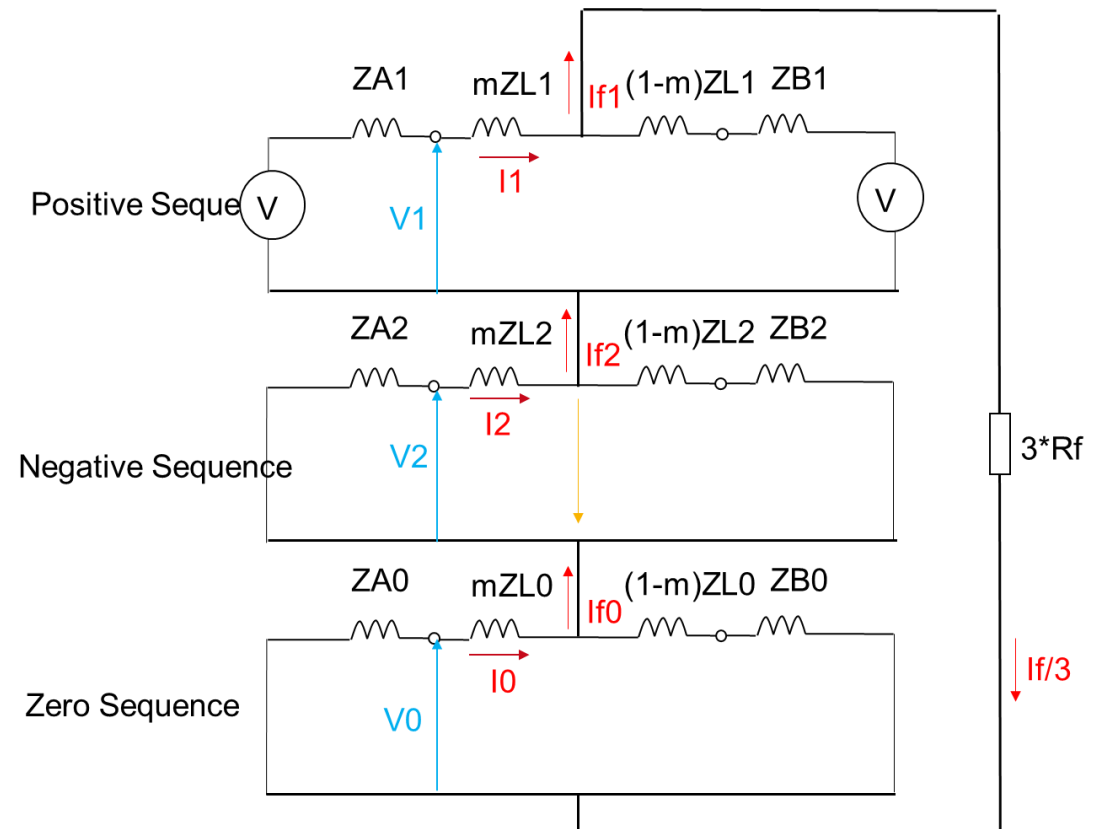 ZA1
mZL1
If1
(1-m)ZL1
ZB1
I1
Positive Seque
V
V1
V
ZA2
mZL2
If2
(1-m)ZL2
ZB2
I2
V2
Negative Sequence
3*Rf
ZA0
mZL0
If0
(1-m)ZL0
ZB0
I0
If/3
Zero Sequence
V0